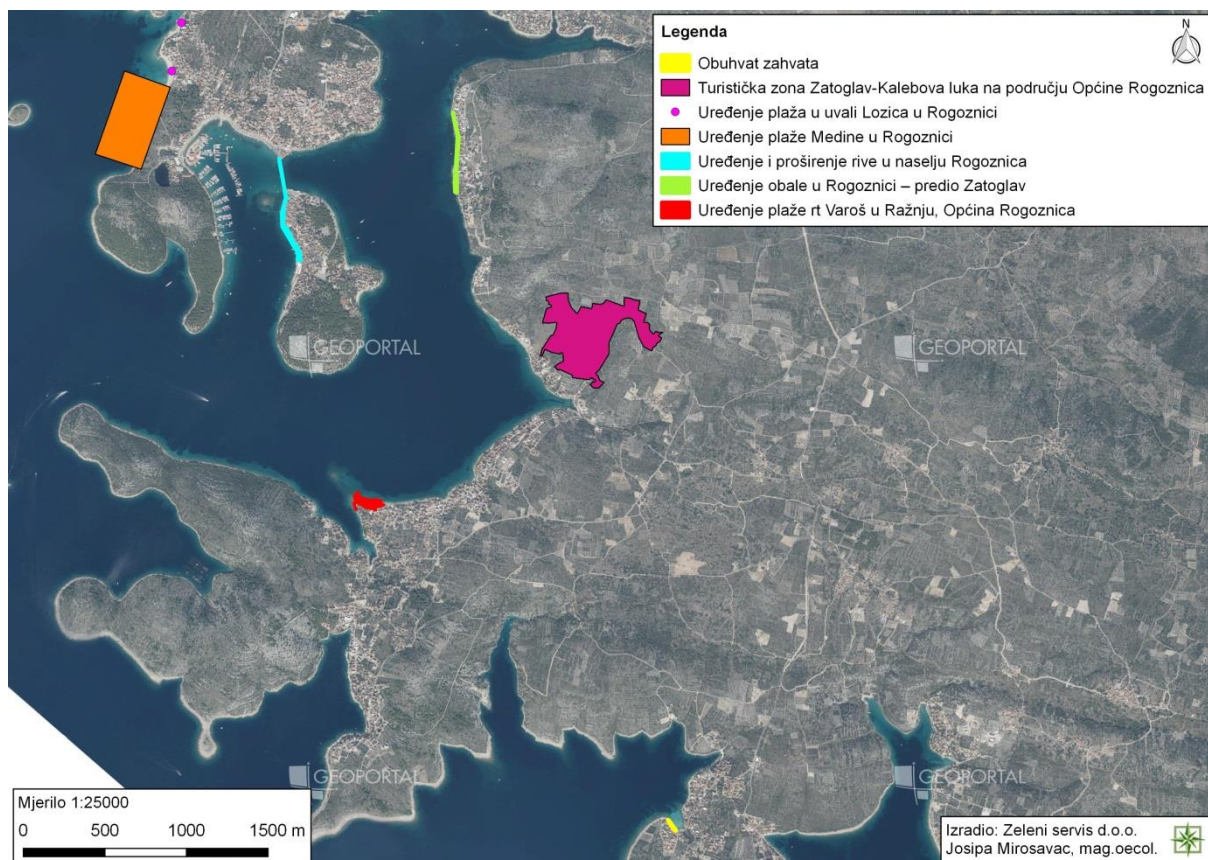 Legenda
N
Obuhvat zahvata
Turistička zona Zatoglav-Kalebova luka na području Općine Rogoznica
Uređenje plaža u uvali Lozica u Rogoznici
Uređenje plaže Medine u Rogoznici
Uređenje i proširenje rive u naselju Rogoznica
Uređenje obale u Rogoznici – predio Zatoglav
Uređenje plaže rt Varoš u Ražnju, Općina Rogoznica
GEOPORTAL
GEOPORTAL
GEOPORTAL
GEOPORTAL
Mjerilo 1:25000
0 500 1000 1500 m
Izradio: Zeleni servis d.o.o.
Josipa Mirosavac, mag.oecol.